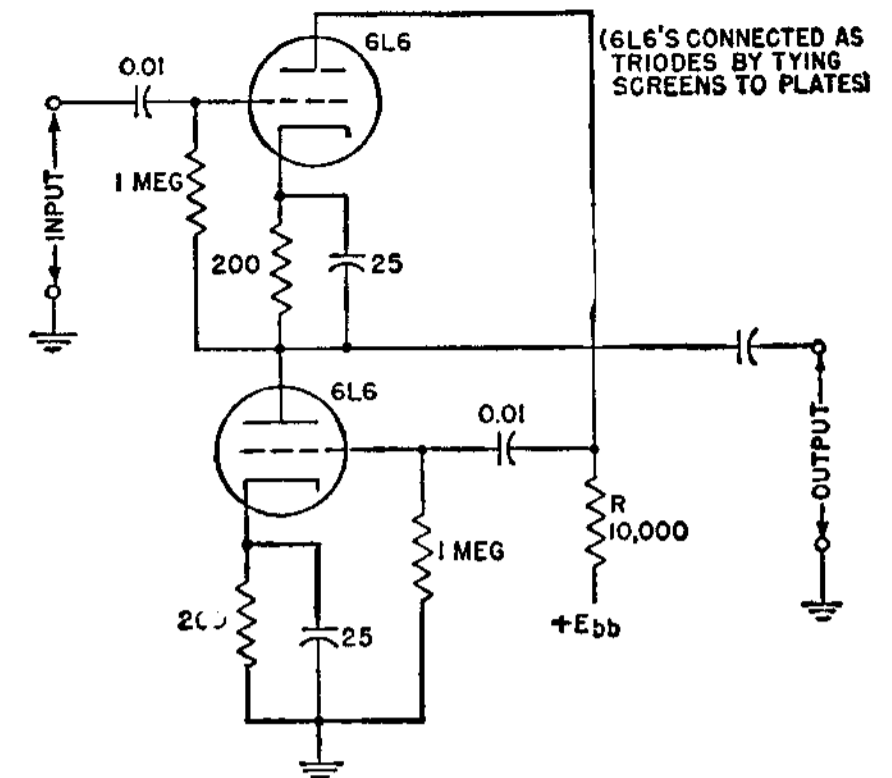 6L6
(6L6'S CONNECTED AS
TRIODES BY TYING
SCREENS TO PLATES)
0.01
INPUT
1 MEG
200
25
6L6
0.01
OUTPUT
R
10,000
1 MEG
25
+Ebb